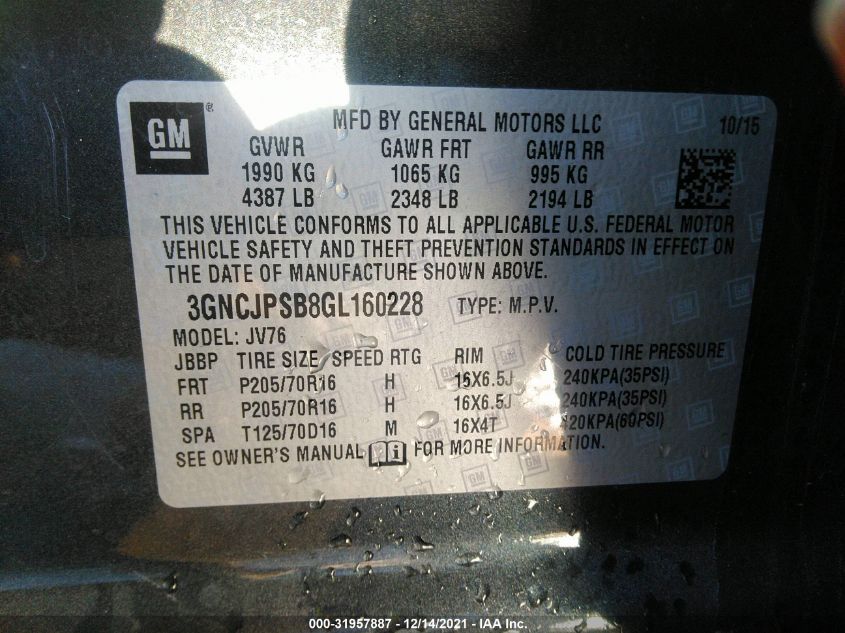 GM ®
MFD BY GENERAL MOTORS LLC 10/15
GVWR GAWR FRT GAWR RR
1990 KG 1065 KG 995 KG
4387 LB 2348 LB 2194 LB
THIS VEHICLE CONFORMS TO ALL APPLICABLE U.S. FEDERAL MOTOR
VEHICLE SAFETY AND THEFT PREVENTION STANDARDS IN EFFECT ON
THE DATE OF MANUFACTURE SHOWN ABOVE.
3GNCJPSB8GL160228 TYPE: M.P.V.
MODEL: JV76
JBBP TIRE SIZE SPEED RTG RIM COLD TIRE PRESSURE
FRT P205/70R16 H 16X6.5J 240KPA(35PSI)
RR P205/70R16 H 16X6.5J 240KPA(35PSI)
SPA T125/70D16 M 16X4T 420KPA(60PSI)
SEE OWNER'S MANUAL FOR MORE INFORMATION.
000-31957887 - 12/14/2021 - IAA Inc.